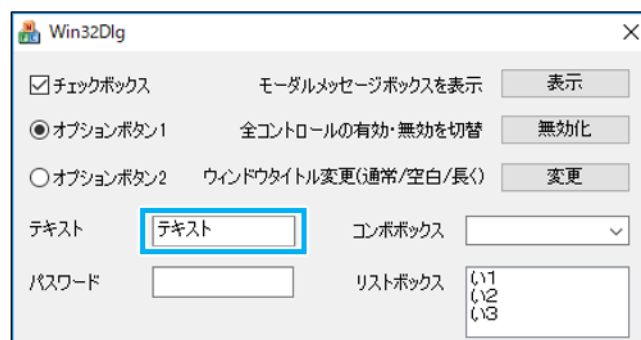 Win32Dlg
チェックボックス モーダルメッセージボックスを表示 表示
オプションボタン1 全コントロールの有効・無効を切替 無効化
オプションボタン2 ウィンドウタイトル変更(通常/空白/長く) 変更
テキスト テキスト コンボボックス
パスワード リストボックス い1
い2
い3